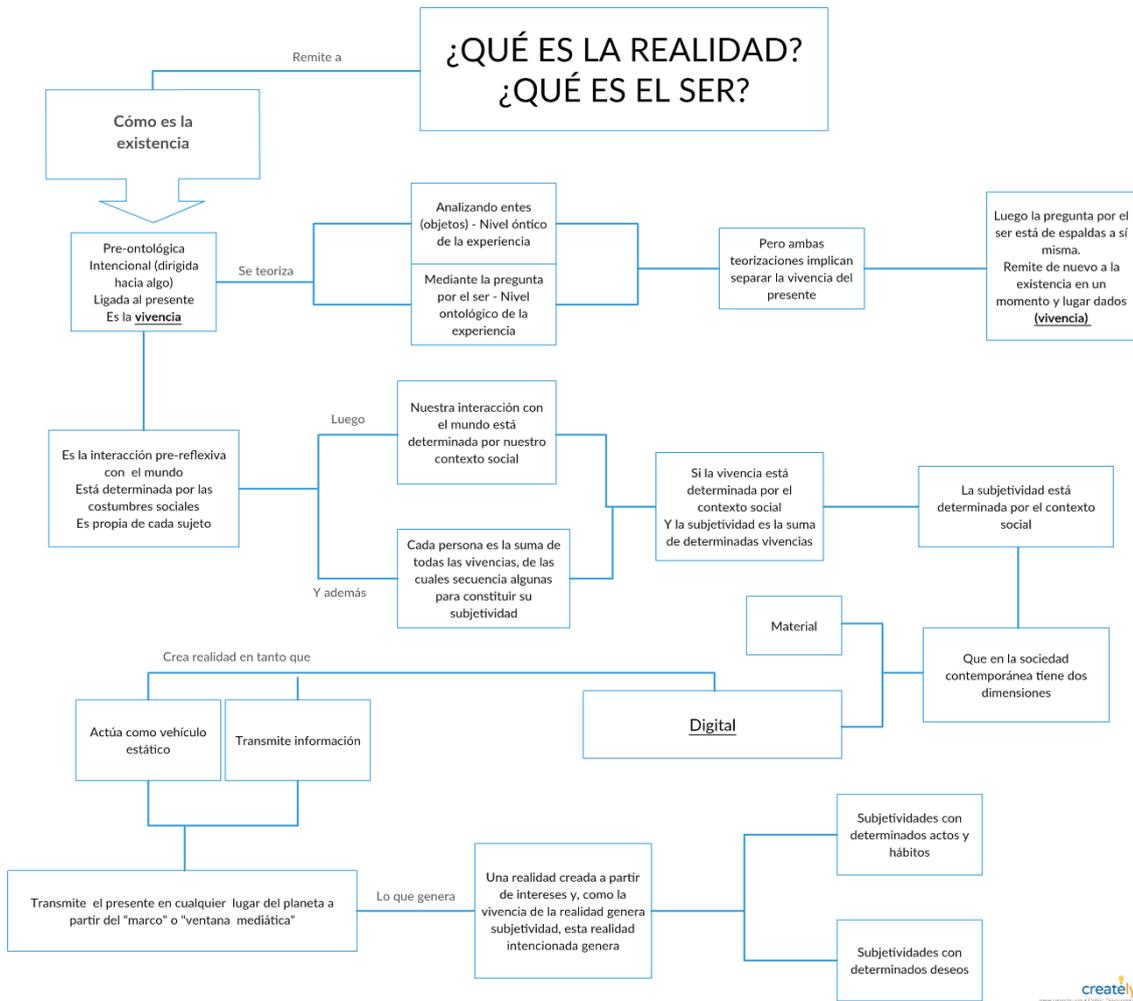 ¿QUÉ ES LA REALIDAD?
¿QUÉ ES EL SER?
Remite a
Cómo es la
existencia
Pre-ontológica
Intencional (dirigida
hacia algo)
Ligada al presente
Es la vivencia
Se teoriza
Analizando entes
(objetos) - Nivel óntico
de la experiencia
Mediante la pregunta
por el ser - Nivel
ontológico de la
experiencia
Pero ambas
teorizaciones implican
separar la vivencia del
presente
Luego la pregunta por el
ser está de espaldas a sí
misma.
Remite de nuevo a la
existencia en un
momento y lugar dados
(vivencia)
Es la interacción pre-reflexiva
con el mundo
Está determinada por las
costumbres sociales
Es propia de cada sujeto
Luego
Nuestra interacción con
el mundo está
determinada por nuestro
contexto social
Y además
Cada persona es la suma de
todas las vivencias, de las
cuales secuencia algunas
para constituir su
subjetividad
Si la vivencia está
determinada por el
contexto social
Y la subjetividad es la suma
de determinadas vivencias
La subjetividad está
determinada por el contexto
social
Que en la sociedad
contemporánea tiene dos
dimensiones
Material
Digital
Crea realidad en tanto que
Actúa como vehículo
estático
Transmite información
Transmite el presente en cualquier lugar del planeta a
partir del "marco" o "ventana mediática"
Lo que genera
Una realidad creada a partir
de intereses y, como la
vivencia de la realidad genera
subjetividad, esta realidad
intencionada genera
Subjetividades con
determinados actos y
hábitos
Subjetividades con
determinados deseos
creately